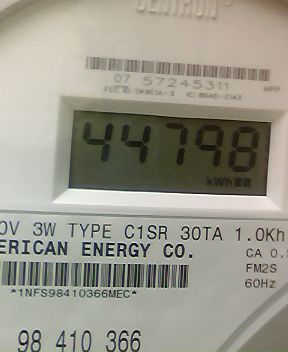 CENTRON®
07 57245311
44798
kWh
0V 3W TYPE C1SR 30TA 1.0Kh
ERICAN ENERGY CO.
CA 0.
FM2S
60Hz
*1NFS98410366MEC*
98 410 366